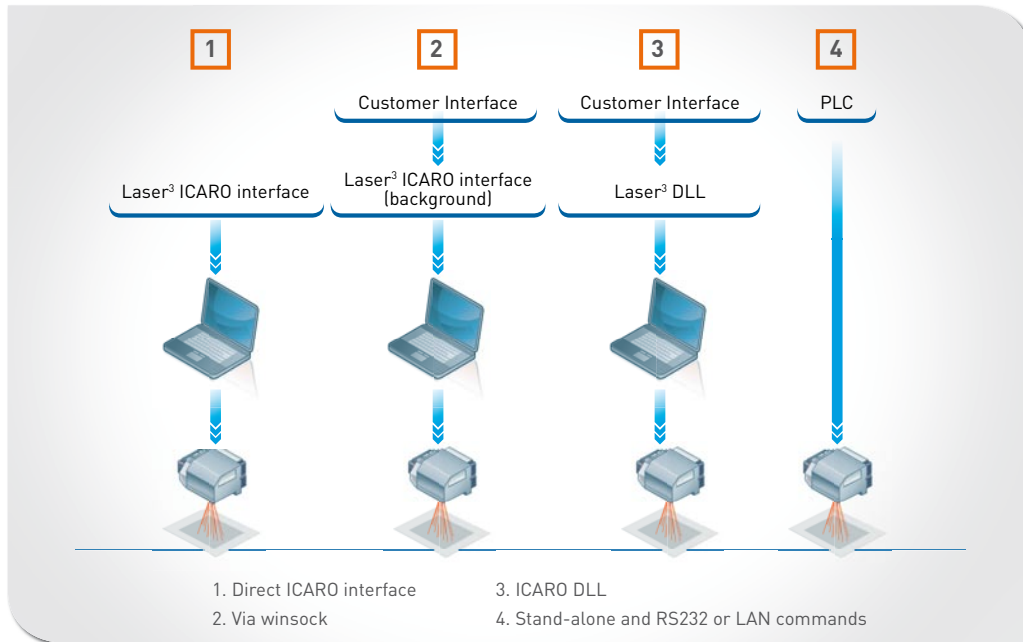 1
2
3
4
Customer Interface
Customer Interface
PLC
Laser³ ICARO interface
Laser³ ICARO interface
(background)
Laser³ DLL
1. Direct ICARO interface
2. Via winsock
3. ICARO DLL
4. Stand-alone and RS232 or LAN commands